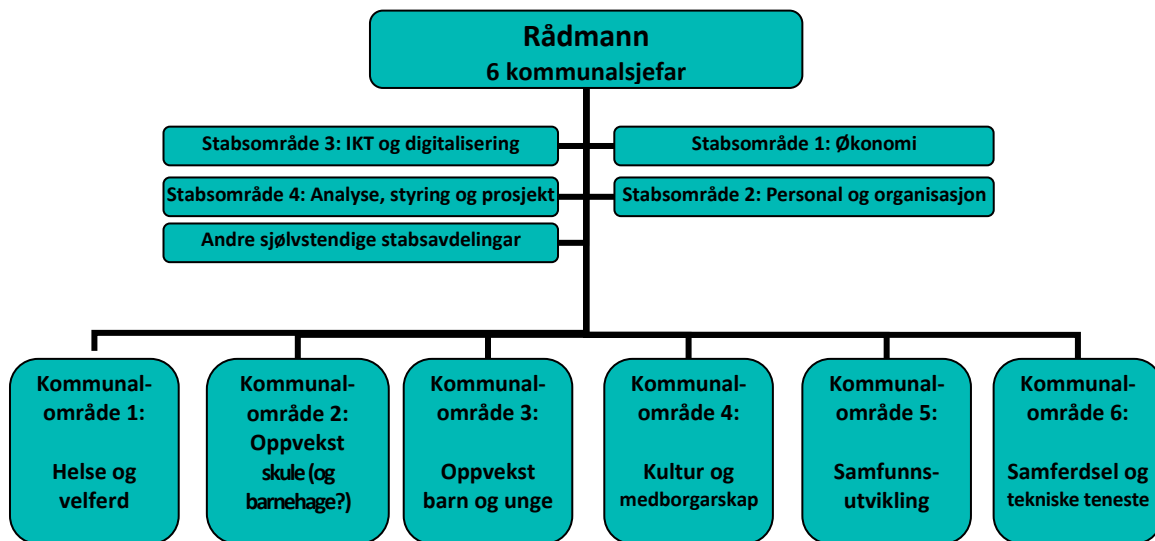 Rådmann
6 kommunalsjefar
Stabsområde 3: IKT og digitalisering
Stabsområde 1: Økonomi
Stabsområde 4: Analyse, styring og prosjekt
Stabsområde 2: Personal og organisasjon
Andre sjølvstendige stabsavdelingar
Kommunal-
område 1:
Helse og
velferd
Kommunal-
område 2:
Oppvekst
skule (og
barnehage?)
Kommunal-
område 3:
Oppvekst
barn og unge
Kommunal-
område 4:
Kultur og
medborgarskap
Kommunal-
område 5:
Samfunns-
utvikling
Kommunal-
område 6:
Samferdsel og
tekniske teneste